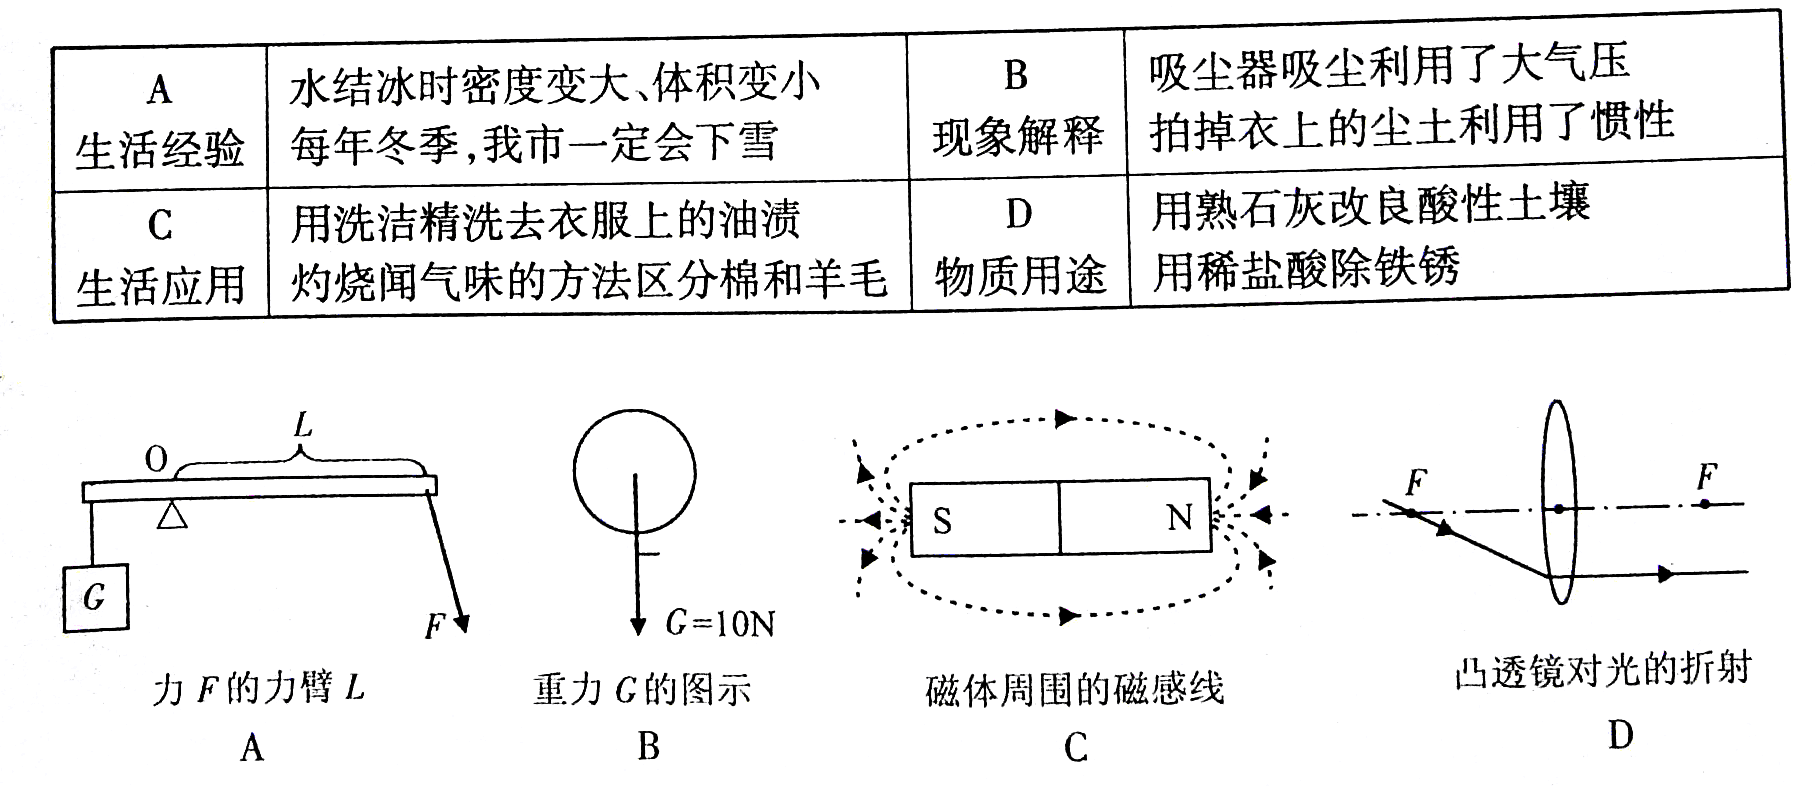 A
生活经验
水结冰时密度变大、体积变小
每年冬季,我市一定会下雪
B
现象解释
吸尘器吸尘利用了大气压
拍掉衣上的尘土利用了惯性
C
生活应用
用洗洁精洗去衣服上的油渍
灼烧闻气味的方法区分棉和羊毛
D
物质用途
用熟石灰改良酸性土壤
用稀盐酸除铁锈
O
L
G
F
力 F 的力臂 L
A
G=10N
重力 G 的图示
B
S
N
磁体周围的磁感线
C
F
F
凸透镜对光的折射
D